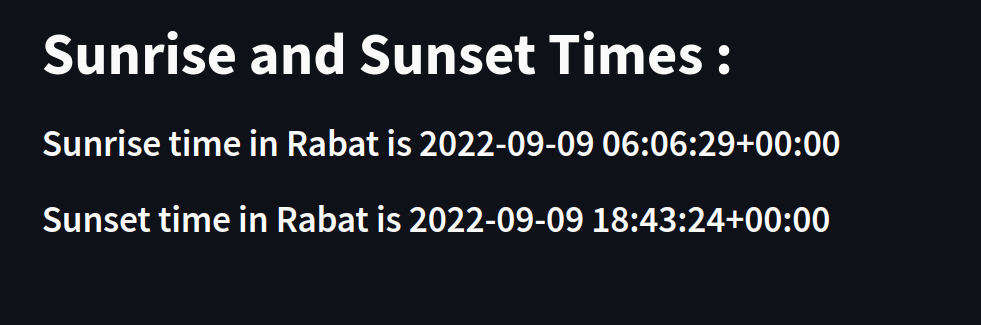 Sunrise and Sunset Times :
Sunrise time in Rabat is 2022-09-09 06:06:29+00:00
Sunset time in Rabat is 2022-09-09 18:43:24+00:00